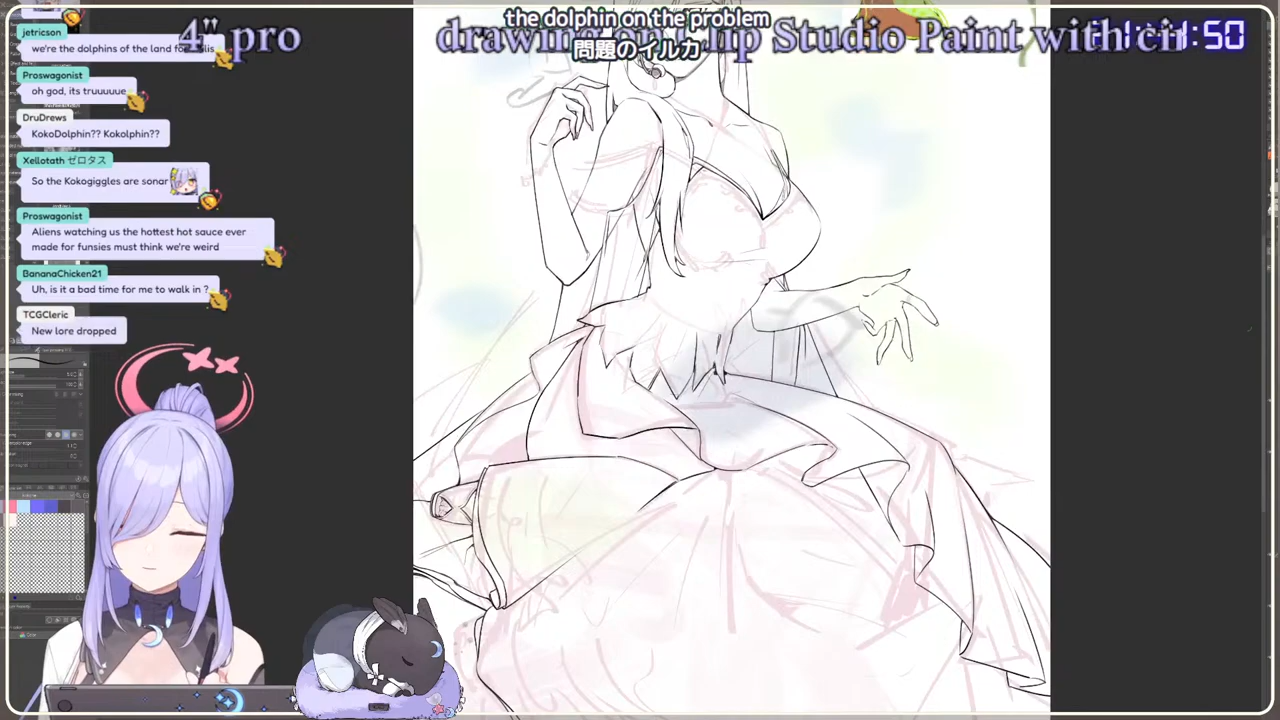 jetricson
we're the dolphins of the land
Proswagonist
oh god, its truuuuue
DruDrews
KokoDolphin?? Kokolphin??
Xellotath ゼロタス
So the Kokogiggles are sonar
Proswagonist
Aliens watching us the hottest hot sauce ever
made for funsies must think we're weird
BananaChicken21
Uh, is it a bad time for me to walk in ?
TCGCleric
New lore dropped
4" pro
the dolphin on the problem
問題のイルカ
drawing on Clip Studio Paint with
:50